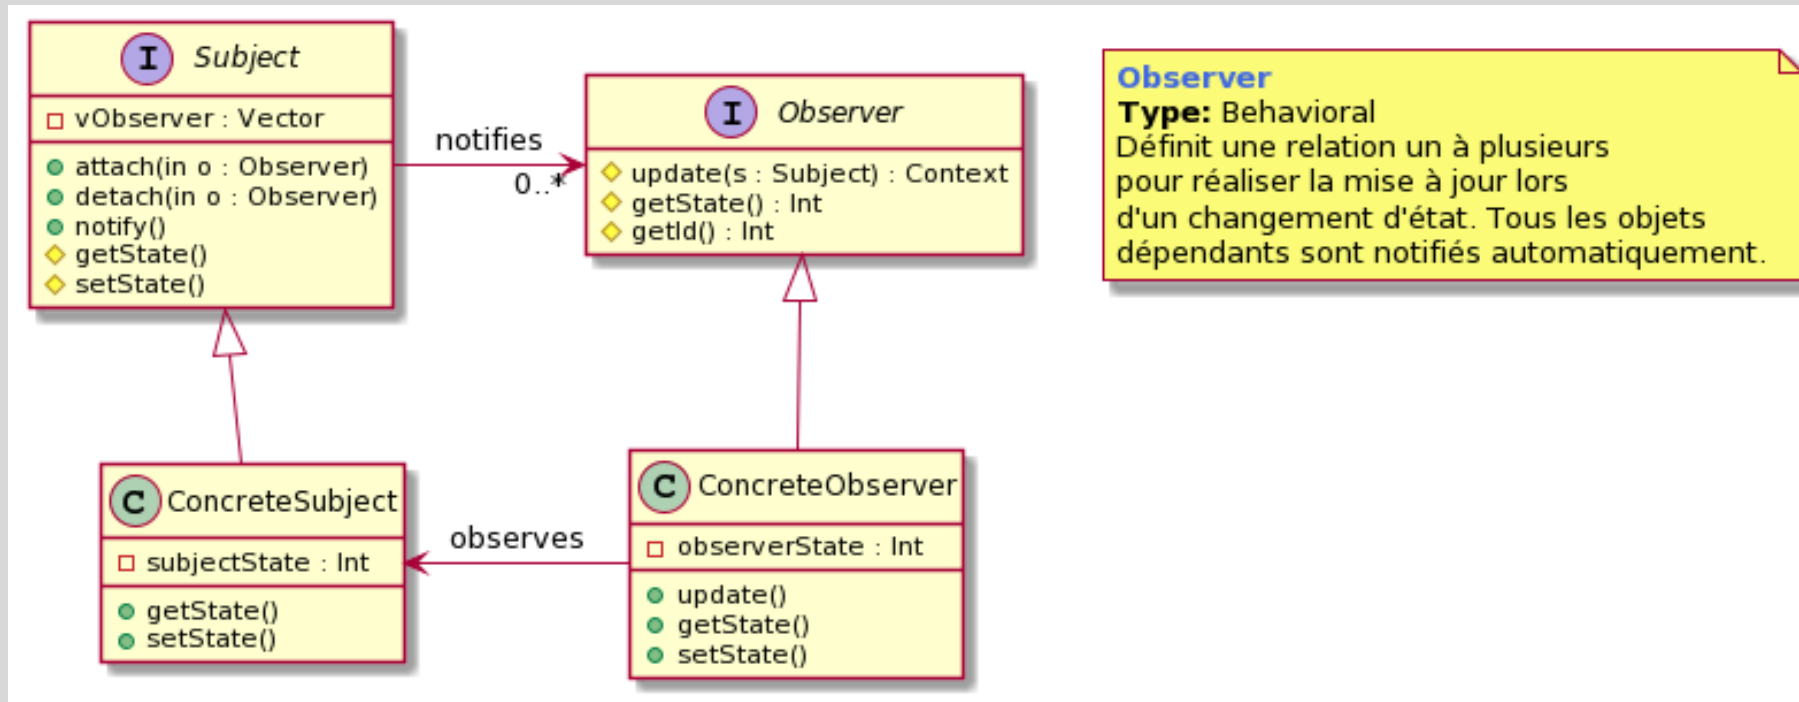 I Subject
vObserver : Vector
attach(in o : Observer)
detach(in o : Observer)
notify()
getState()
setState()
notifies
0..*
I Observer
update(s : Subject) : Context
getState() : Int
getId() : Int
Observer
Type: Behavioral
Définit une relation un à plusieurs
pour réaliser la mise à jour lors
d'un changement d'état. Tous les objets
dépendants sont notifiés automatiquement.
C ConcreteSubject
subjectState : Int
getState()
setState()
observes
C ConcreteObserver
observerState : Int
update()
getState()
setState()